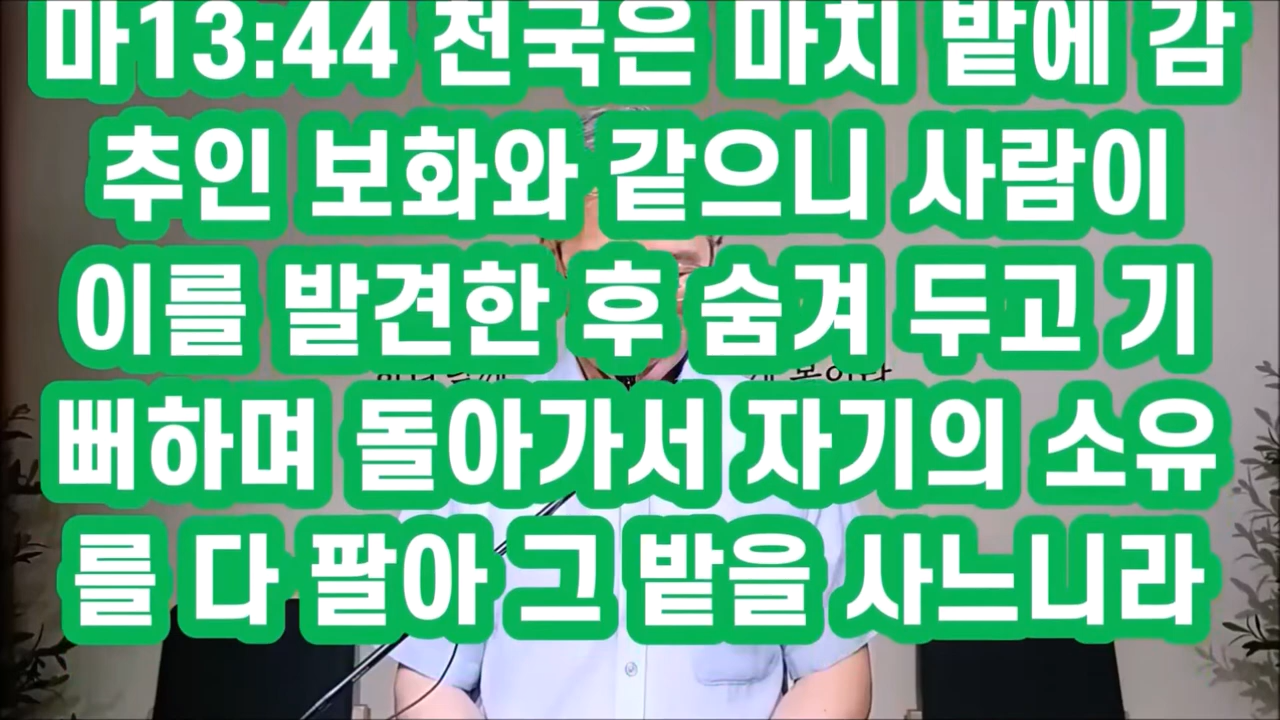 마13:44 천국은 마치 밭에 감
추인 보화와 같으니 사람이
이를 발견한 후 숨겨 두고 기
뻐하며 돌아가서 자기의 소유
를 다 팔아 그 밭을 사느니라